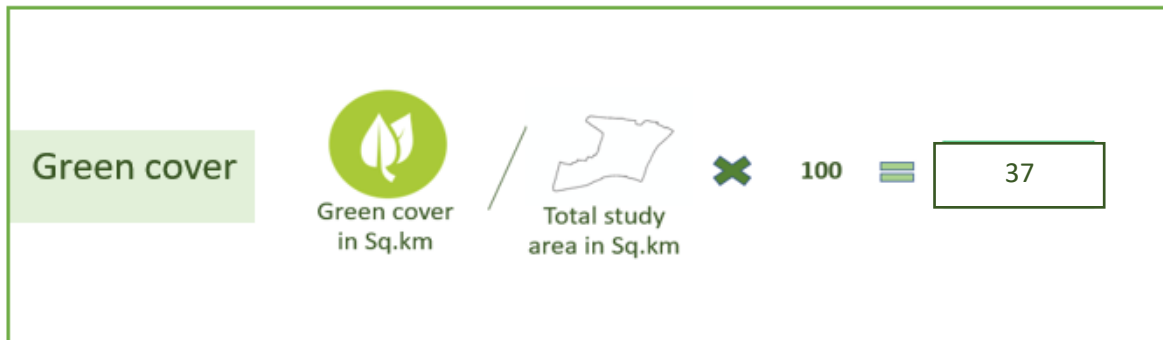 Green cover
Green cover
in Sq.km
/
Total study
area in Sq.km
100
37